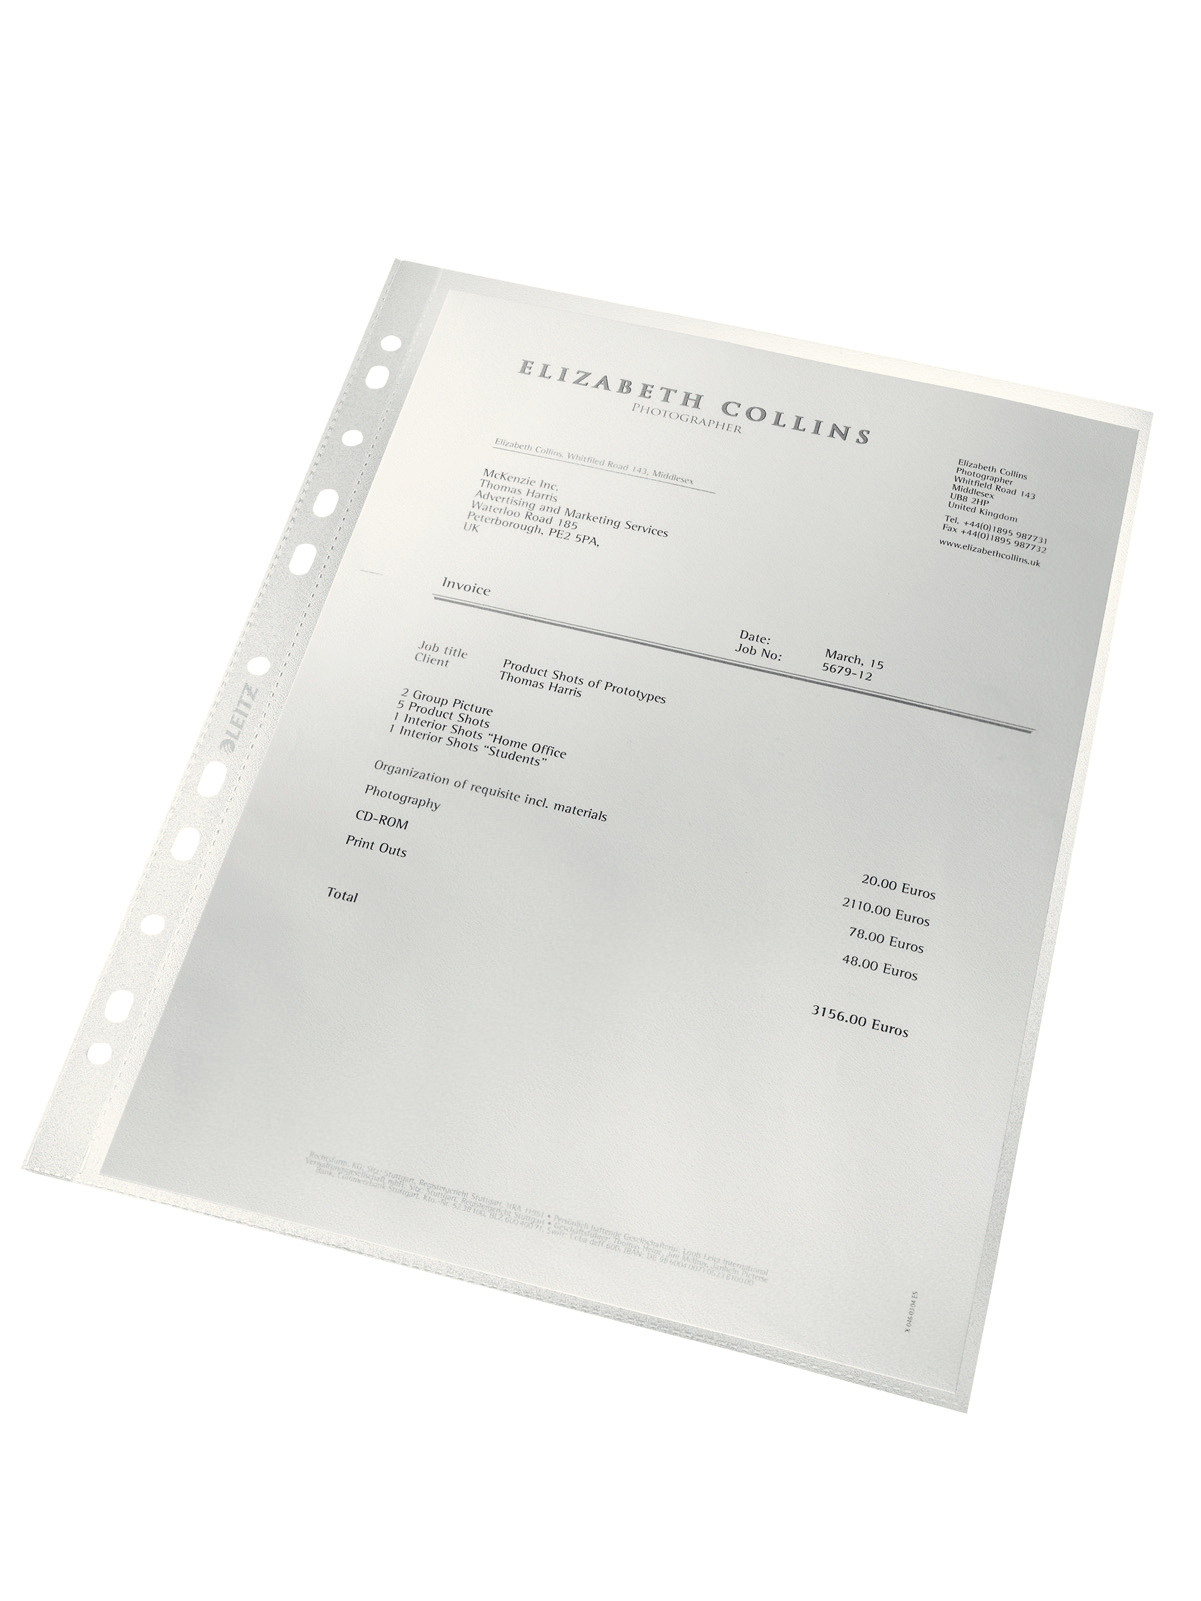 ELIZABETH COLLINS
PHOTOGRAPHER
Elizabeth Collins, Whitfiled Road 143, Middlesex
McKenzie Inc.
Thomas Harris
Advertising and Marketing Services
Waterloo Road 185
Peterborough, PE2 5PA,
UK
Elizabeth Collins
Photographer
Whitfield Road 143
Middlesex
UB8 2HP
United Kingdom
Tel. +44(0)1895 987731
Fax +44(0)1895 987732
www.elizabethcollins.uk
Invoice
Date: March, 15
Job No: 5679-12
Job title Product Shots of Prototypes
Client Thomas Harris
2 Group Picture
5 Product Shots
1 Interior Shots "Home Office
1 Interior Shots "Students"
Organization of requisite incl. materials 20.00 Euros
Photography 2110.00 Euros
CD-ROM 78.00 Euros
Print Outs 48.00 Euros
Total 3156.00 Euros
LEITZ